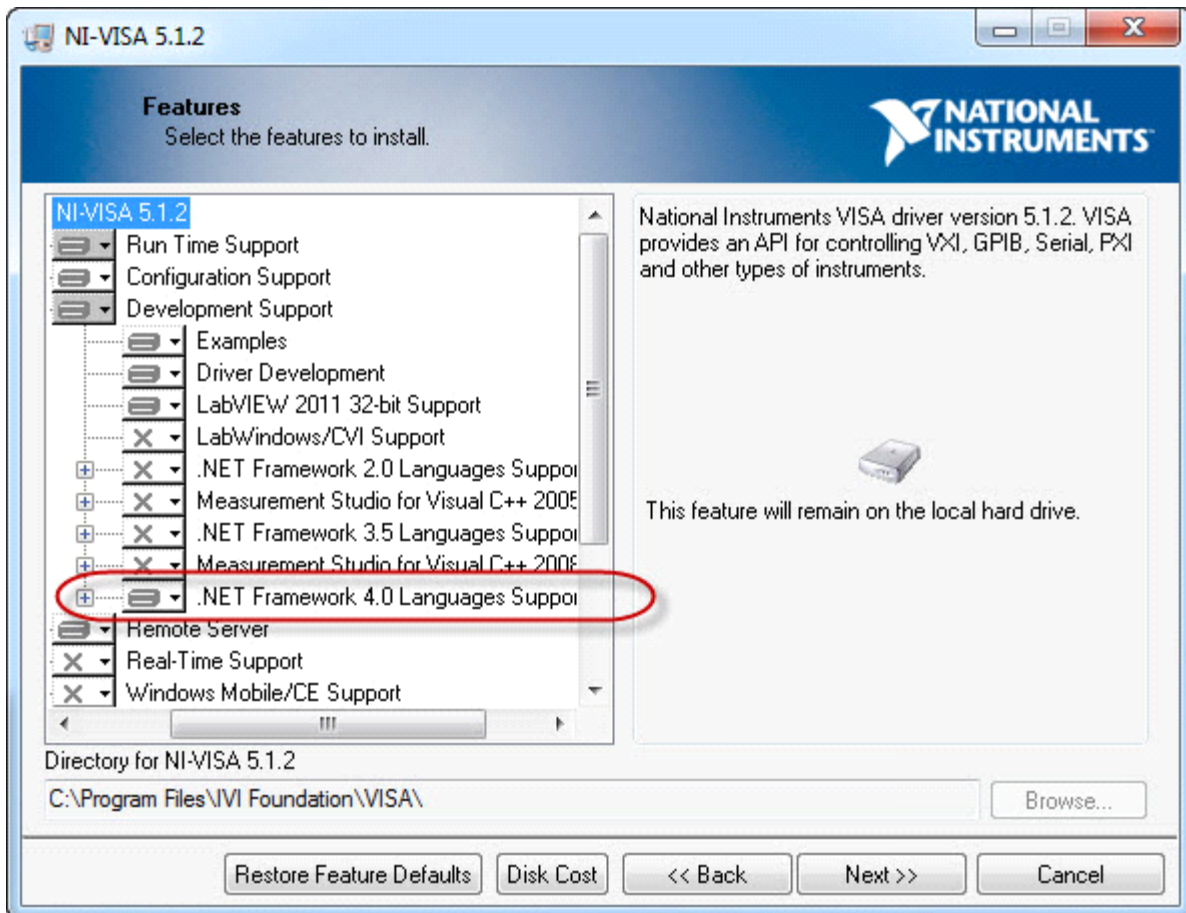 NI-VISA 5.1.2
Features
Select the features to install.
NATIONAL
INSTRUMENTS
NI-VISA 5.1.2
Run Time Support
Configuration Support
Development Support
Examples
Driver Development
LabVIEW 2011 32-bit Support
LabWindows/CVI Support
.NET Framework 2.0 Languages Suppor
Measurement Studio for Visual C++ 2005
.NET Framework 3.5 Languages Suppor
Measurement Studio for Visual C++ 2008
.NET Framework 4.0 Languages Suppor
Remote Server
Real-Time Support
Windows Mobile/CE Support
National Instruments VISA driver version 5.1.2. VISA
provides an API for controlling VXI, GPIB, Serial, PXI
and other types of instruments.
This feature will remain on the local hard drive.
Directory for NI-VISA 5.1.2
C:\Program Files\IVI Foundation\VISA\
Browse...
Restore Feature Defaults
Disk Cost
<< Back
Next >>
Cancel